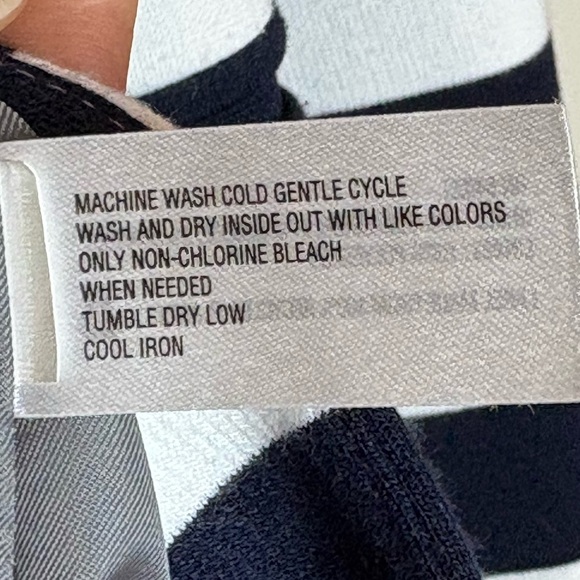 MACHINE WASH COLD GENTLE CYCLE
WASH AND DRY INSIDE OUT WITH LIKE COLORS
ONLY NON-CHLORINE BLEACH
WHEN NEEDED
TUMBLE DRY LOW
COOL IRON